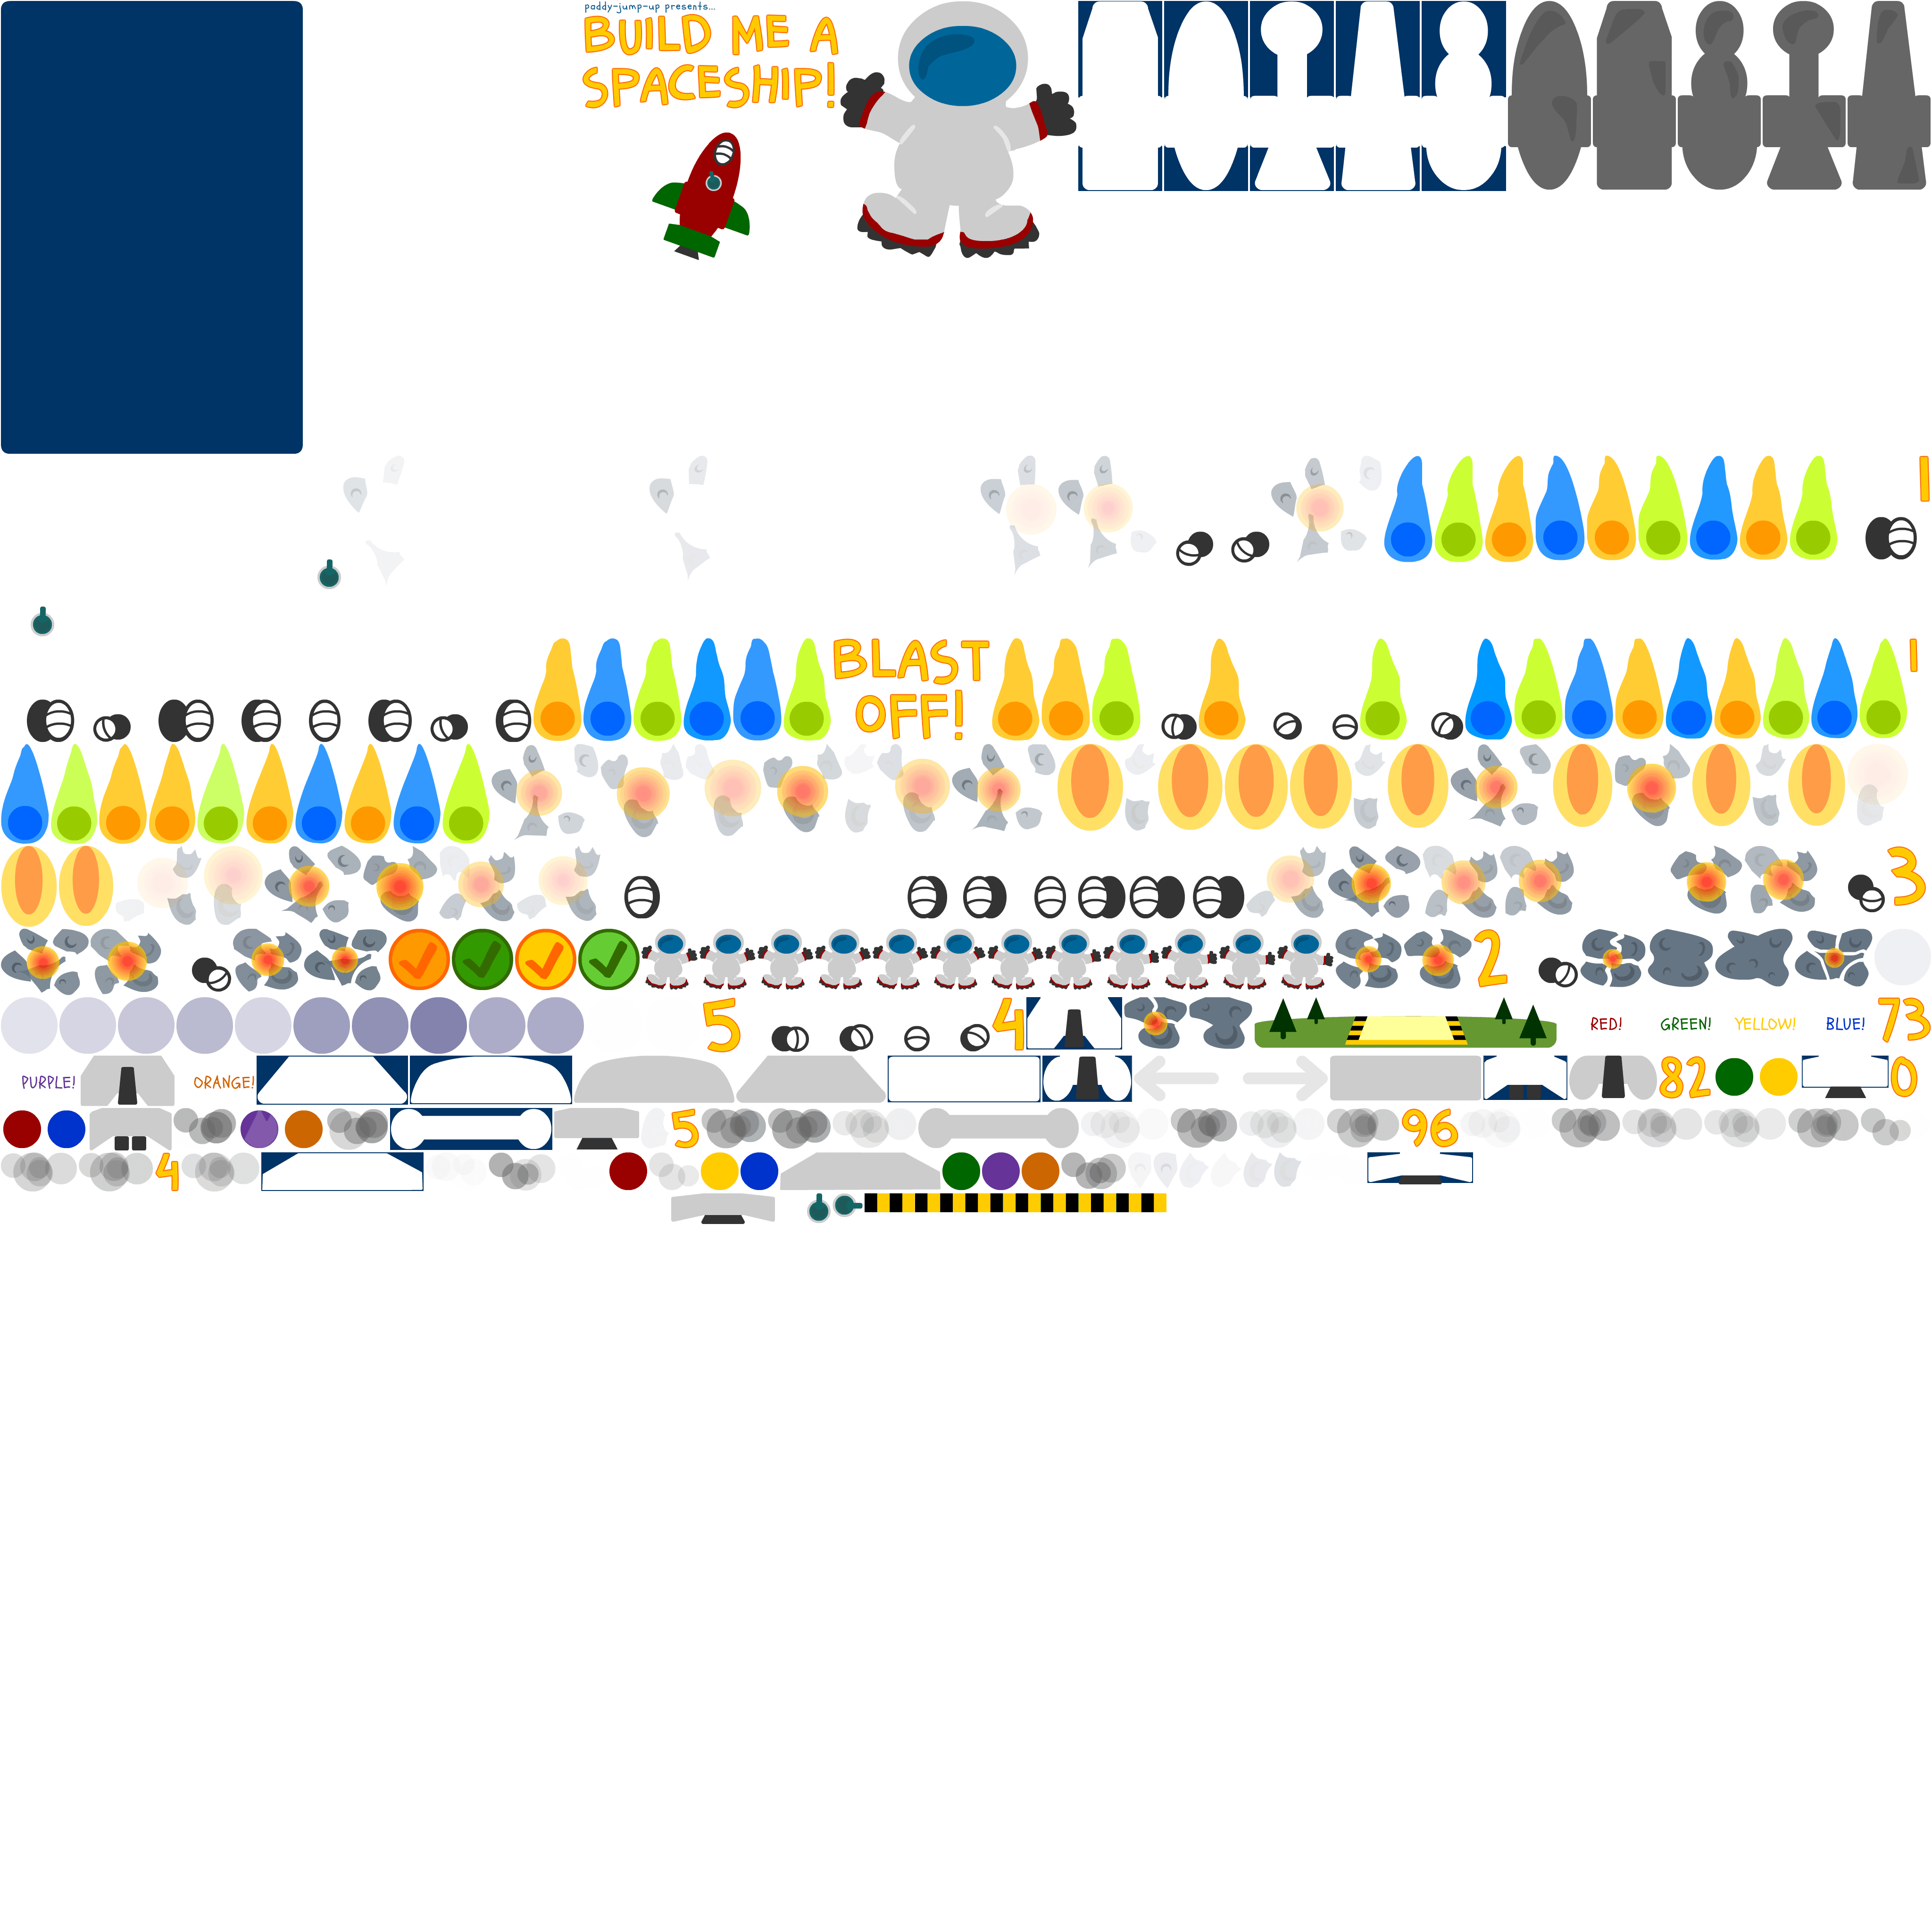 paddy-jump-up presents...
BUILD ME A
SPACESHIP!
1
BLAST
OFF!
1
3
2
5
4
RED!
GREEN!
YELLOW!
BLUE!
73
PURPLE!
ORANGE!
82
0
5
96
4